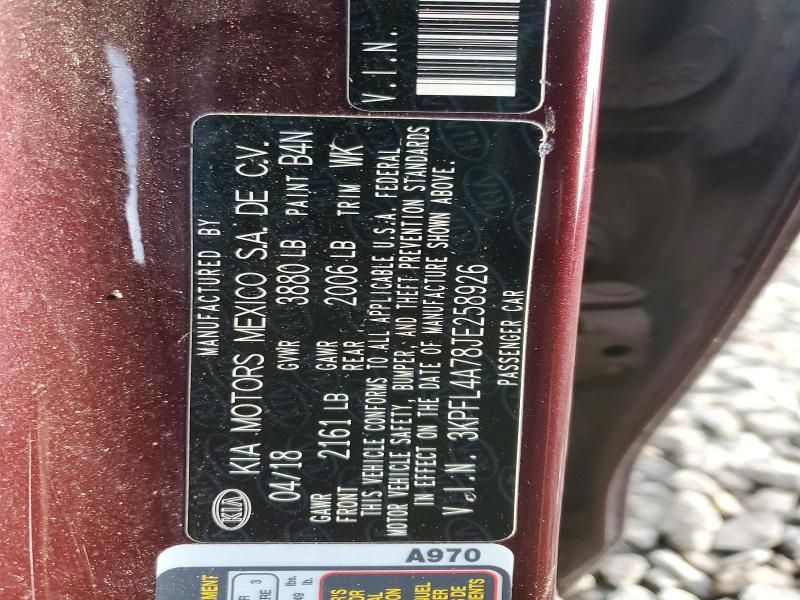 V.I.N.
MANUFACTURED BY
KIA KIA MOTORS MEXICO S.A. DE C.V.
04/18 GVWR 3880 LB PAINT B4N
GAWR FRONT 2161 LB GAWR REAR 2006 LB TRIM WK
THIS VEHICLE CONFORMS TO ALL APPLICABLE U.S.A. FEDERAL
MOTOR VEHICLE SAFETY, BUMPER, AND THEFT PREVENTION STANDARDS
IN EFFECT ON THE DATE OF MANUFACTURE SHOWN ABOVE.
V.I.N. 3KPFL4A78JE258926
PASSENGER CAR
A970